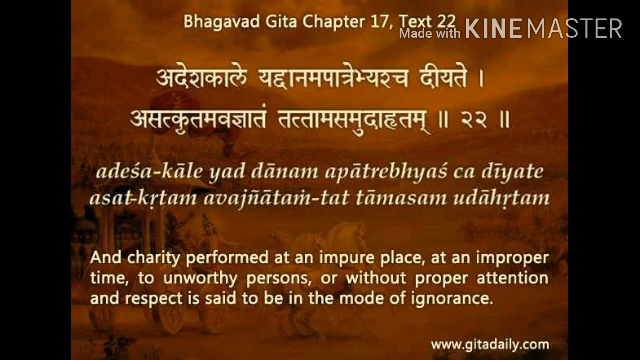 Bhagavad Gita Chapter 17, Text 22
Made with KINEMASTER
अदेशकाले यद्दानमपात्रेभ्यश्च दीयते ।
असत्कृतमवज्ञातं तत्तामसमुदाहृतम् ॥ २२ ॥
adeśa-kāle yad dānam apātrebhyaś ca dīyate
asat-kṛtam avajñātaṁ-tat tāmasam udāhṛtam
And charity performed at an impure place, at an improper
time, to unworthy persons, or without proper attention
and respect is said to be in the mode of ignorance.
www.gitadaily.com